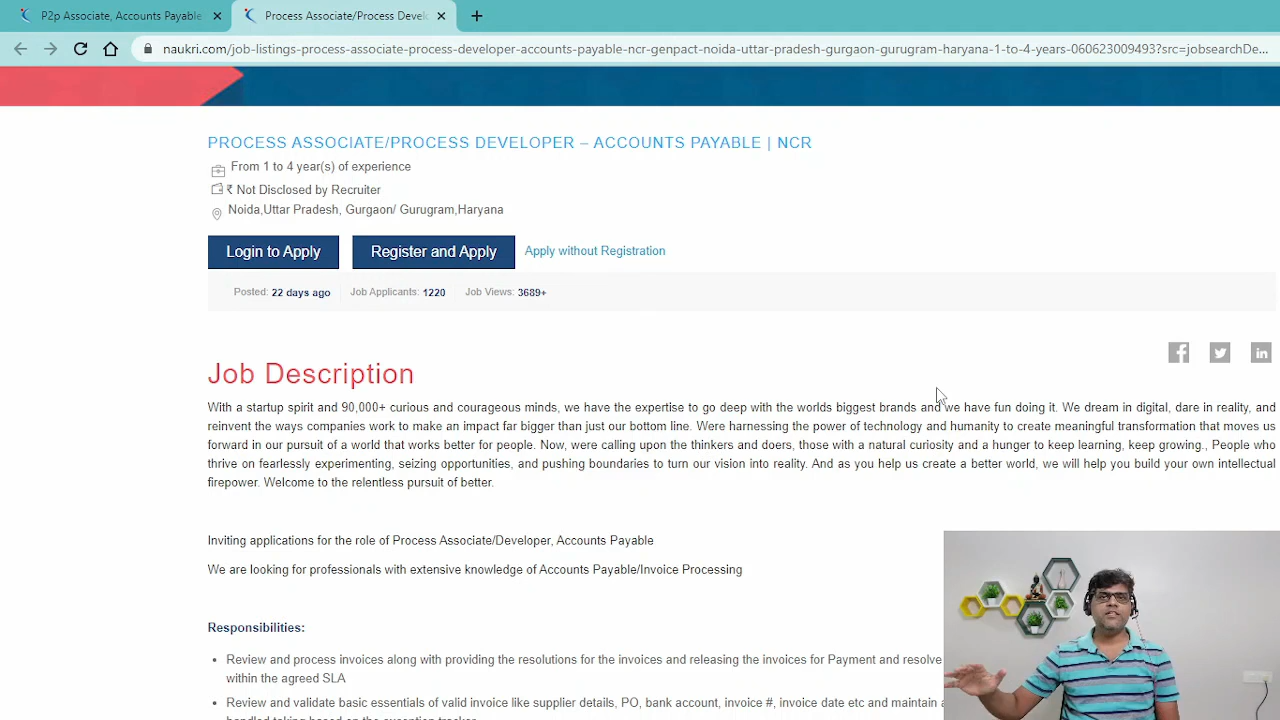 P2p Associate, Accounts Payable
Process Associate/Process Devel
naukri.com/job-listings-process-associate-process-developer-accounts-payable-ncr-genpact-noida-uttar-pradesh-gurgaon-gurugram-haryana-1-to-4-years-060623009493?src=jobsearchDe...
PROCESS ASSOCIATE/PROCESS DEVELOPER – ACCOUNTS PAYABLE | NCR
From 1 to 4 year(s) of experience
₹ Not Disclosed by Recruiter
Noida,Uttar Pradesh, Gurgaon/ Gurugram,Haryana
Login to Apply Register and Apply Apply without Registration
Posted: 22 days ago Job Applicants: 1220 Job Views: 3689+
Job Description
With a startup spirit and 90,000+ curious and courageous minds, we have the expertise to go deep with the worlds biggest brands and we have fun doing it. We dream in digital, dare in reality, and
reinvent the ways companies work to make an impact far bigger than just our bottom line. Were harnessing the power of technology and humanity to create meaningful transformation that moves us
forward in our pursuit of a world that works better for people. Now, were calling upon the thinkers and doers, those with a natural curiosity and a hunger to keep learning, keep growing., People who
thrive on fearlessly experimenting, seizing opportunities, and pushing boundaries to turn our vision into reality. And as you help us create a better world, we will help you build your own intellectual
firepower. Welcome to the relentless pursuit of better.
Inviting applications for the role of Process Associate/Developer, Accounts Payable
We are looking for professionals with extensive knowledge of Accounts Payable/Invoice Processing
Responsibilities:
• Review and process invoices along with providing the resolutions for the invoices and releasing the invoices for Payment and resolve
within the agreed SLA
• Review and validate basic essentials of valid invoice like supplier details, PO, bank account, invoice #, invoice date etc and maintain